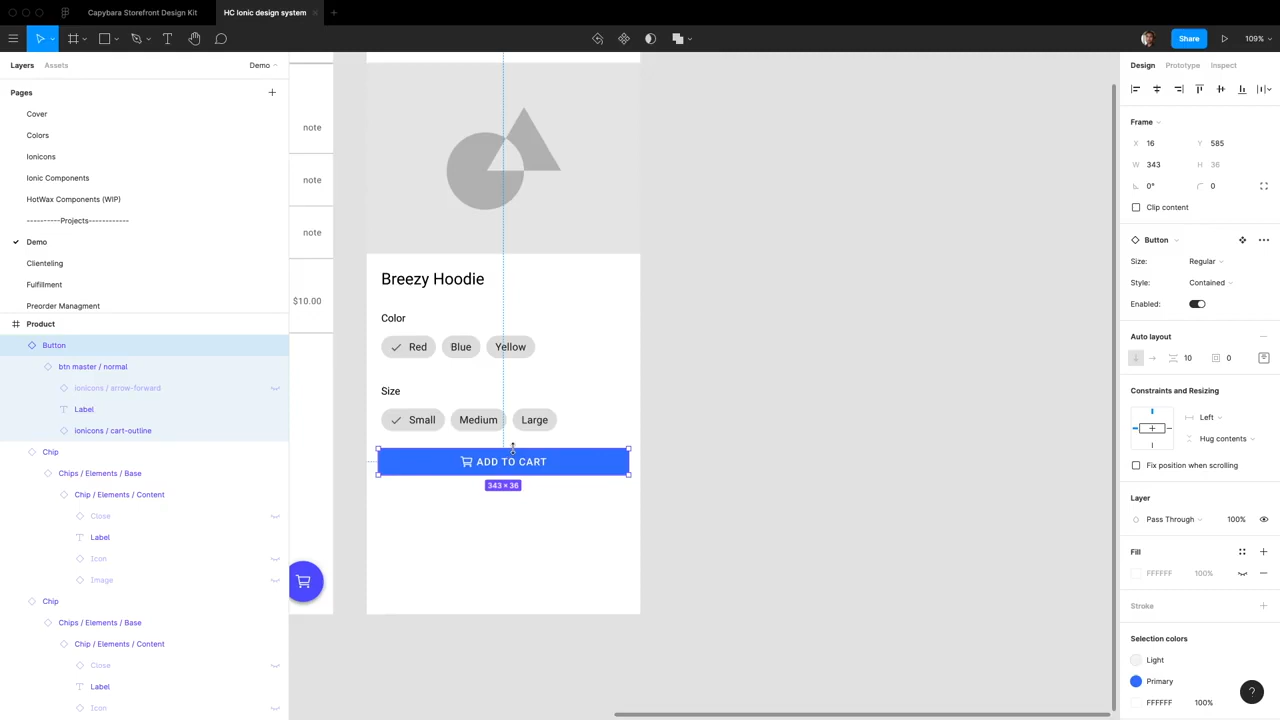 Capybara Storefront Design Kit
HC Ionic design system
Share
109%
Layers
Assets
Demo
Pages
Cover
Colors
Ionicons
Ionic Components
HotWax Components (WIP)
----------Projects------------
Demo
Clienteling
Fulfillment
Preorder Managment
Product
Button
btn master / normal
ionicons / arrow-forward
Label
ionicons / cart-outline
Chip
Chips / Elements / Base
Chip / Elements / Content
Close
Label
Icon
Image
Chip
Chips / Elements / Base
Chip / Elements / Content
Close
Label
Icon
note
note
note
$10.00
Breezy Hoodie
Color
Red
Blue
Yellow
Size
Small
Medium
Large
ADD TO CART
343 × 36
Design
Prototype
Inspect
Frame
X 16
Y 585
W 343
H 36
0°
0
Clip content
Button
Size: Regular
Style: Contained
Enabled:
Auto layout
10
0
Constraints and Resizing
Left
Hug contents
Fix position when scrolling
Layer
Pass Through
100%
Fill
FFFFFF 100%
Stroke
Selection colors
Light
Primary
FFFFFF 100%
?